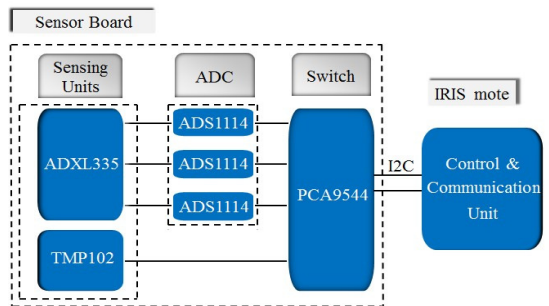 Sensor Board
Sensing
Units
ADC
Switch
IRIS mote
ADXL335
ADS1114
ADS1114
ADS1114
PCA9544
I2C
Control &
Communication
Unit
TMP102